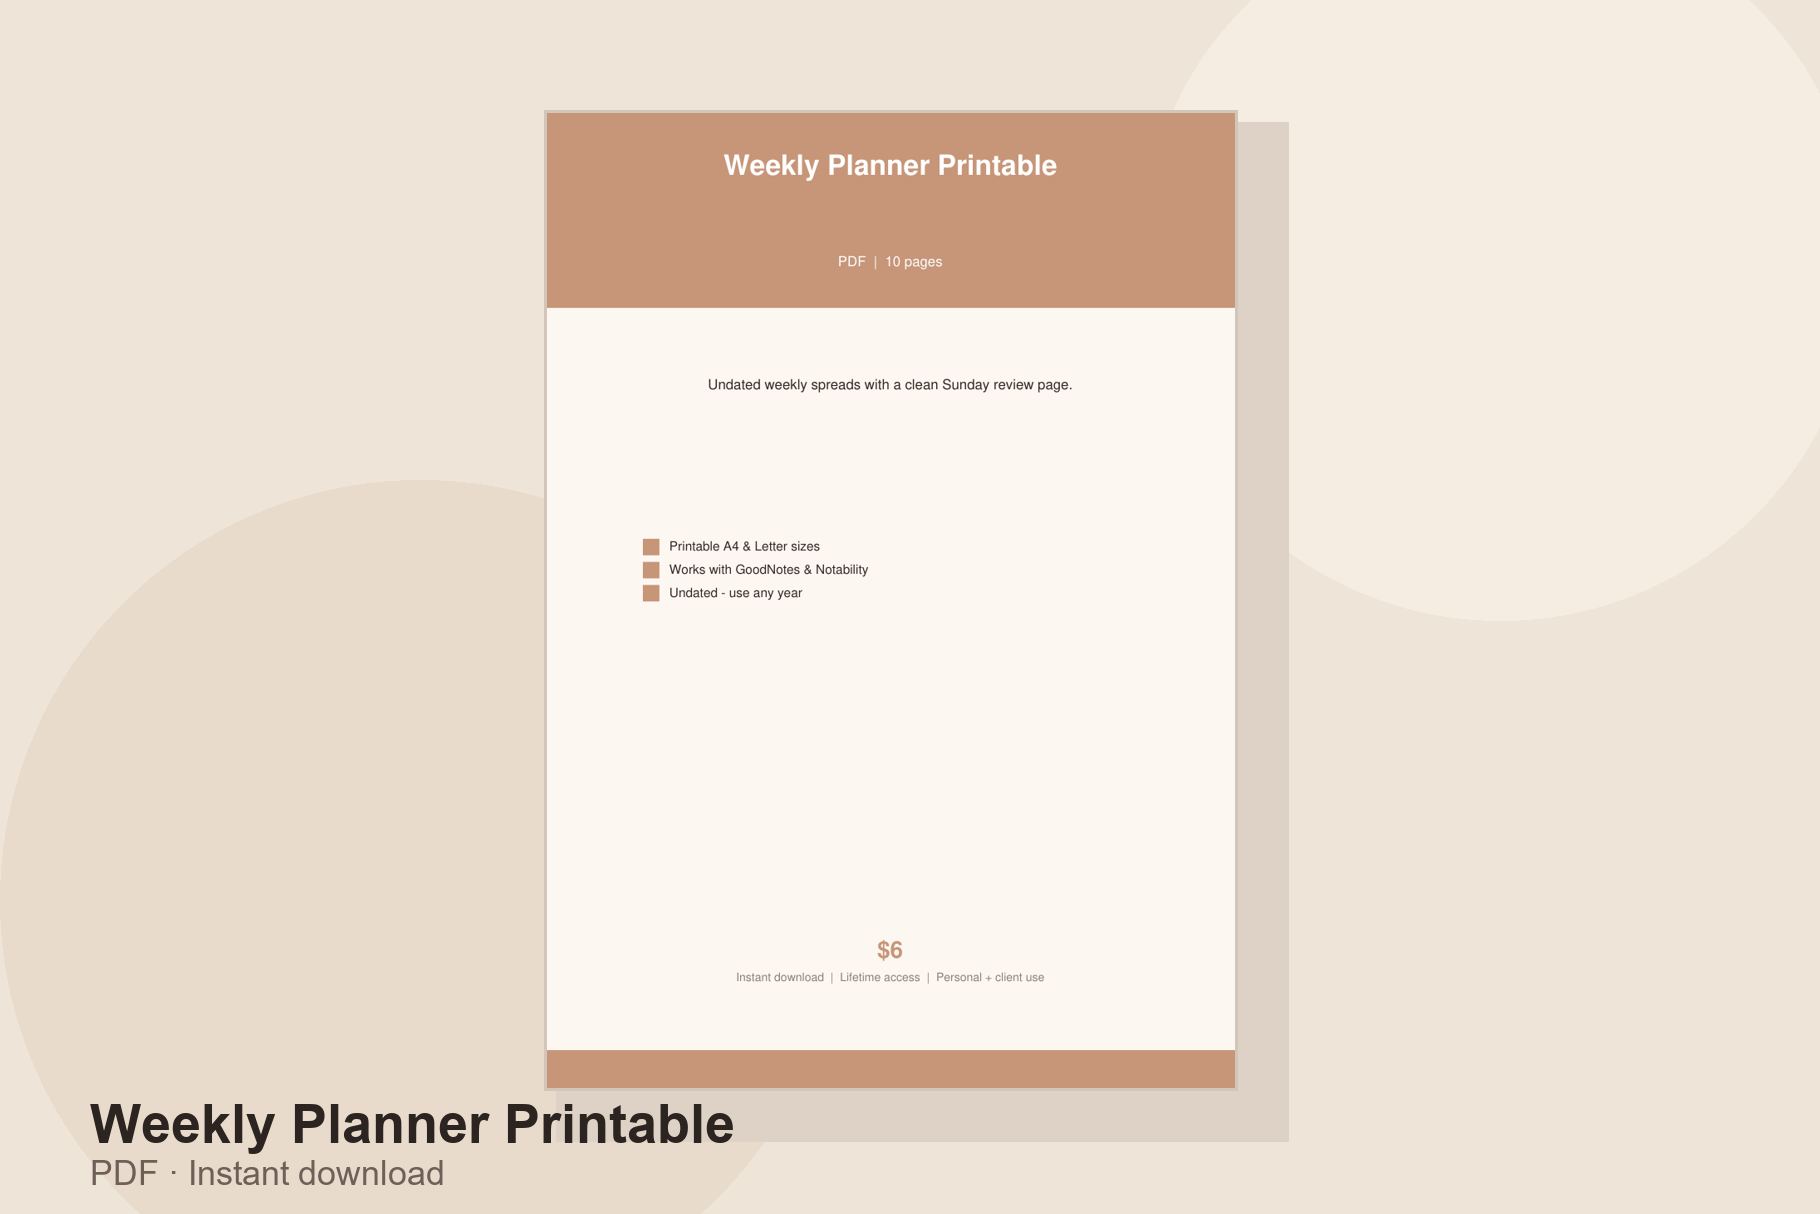 Weekly Planner Printable
PDF | 10 pages
Undated weekly spreads with a clean Sunday review page.
Printable A4 & Letter sizes
Works with GoodNotes & Notability
Undated - use any year
$6
Instant download | Lifetime access | Personal + client use
Weekly Planner Printable
PDF · Instant download